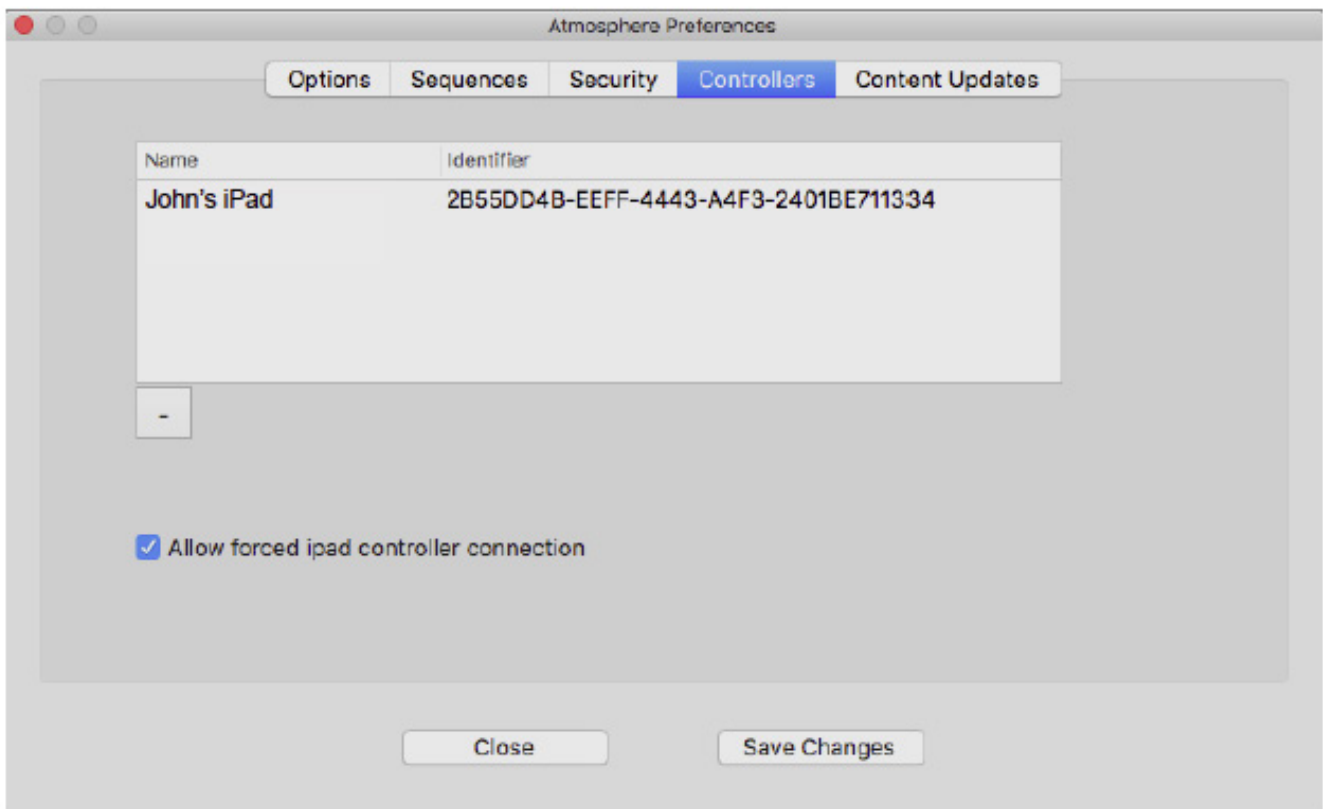 Atmosphere Preferences
Options Sequences Security Controllers Content Updates
Name Identifier
John's iPad 2B55DD4B-EEFF-4443-A4F3-2401BE711334
-
Allow forced ipad controller connection
Close Save Changes